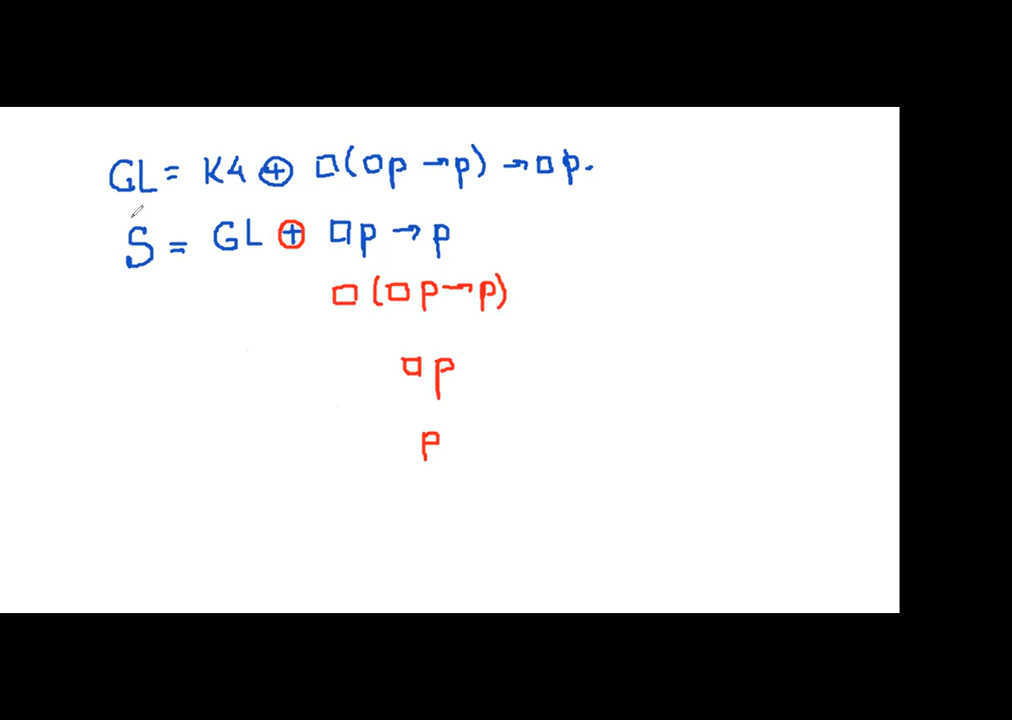 GL = K4 ⊕ □(□p → p) → □p.
S = GL ⊕ □p → p
□(□p → p)
□p
p